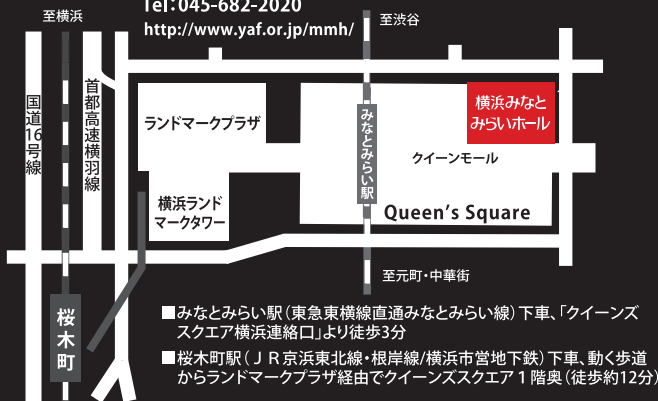 Tel：045-682-2020
http://www.yaf.or.jp/mmh/
至横浜
至渋谷
国道16号線
首都高速横羽線
ランドマークプラザ
横浜ランド
マークタワー
みなとみらい駅
横浜みなと
みらいホール
クイーンモール
Queen's Square
至元町・中華街
桜木町
■みなとみらい駅（東急東横線直通みなとみらい線）下車、「クイーンズ
スクエア横浜連絡口」より徒歩3分
■桜木町駅（ＪＲ京浜東北線・根岸線/横浜市営地下鉄）下車、動く歩道
からランドマークプラザ経由でクイーンズスクエア１階奥（徒歩約12分）